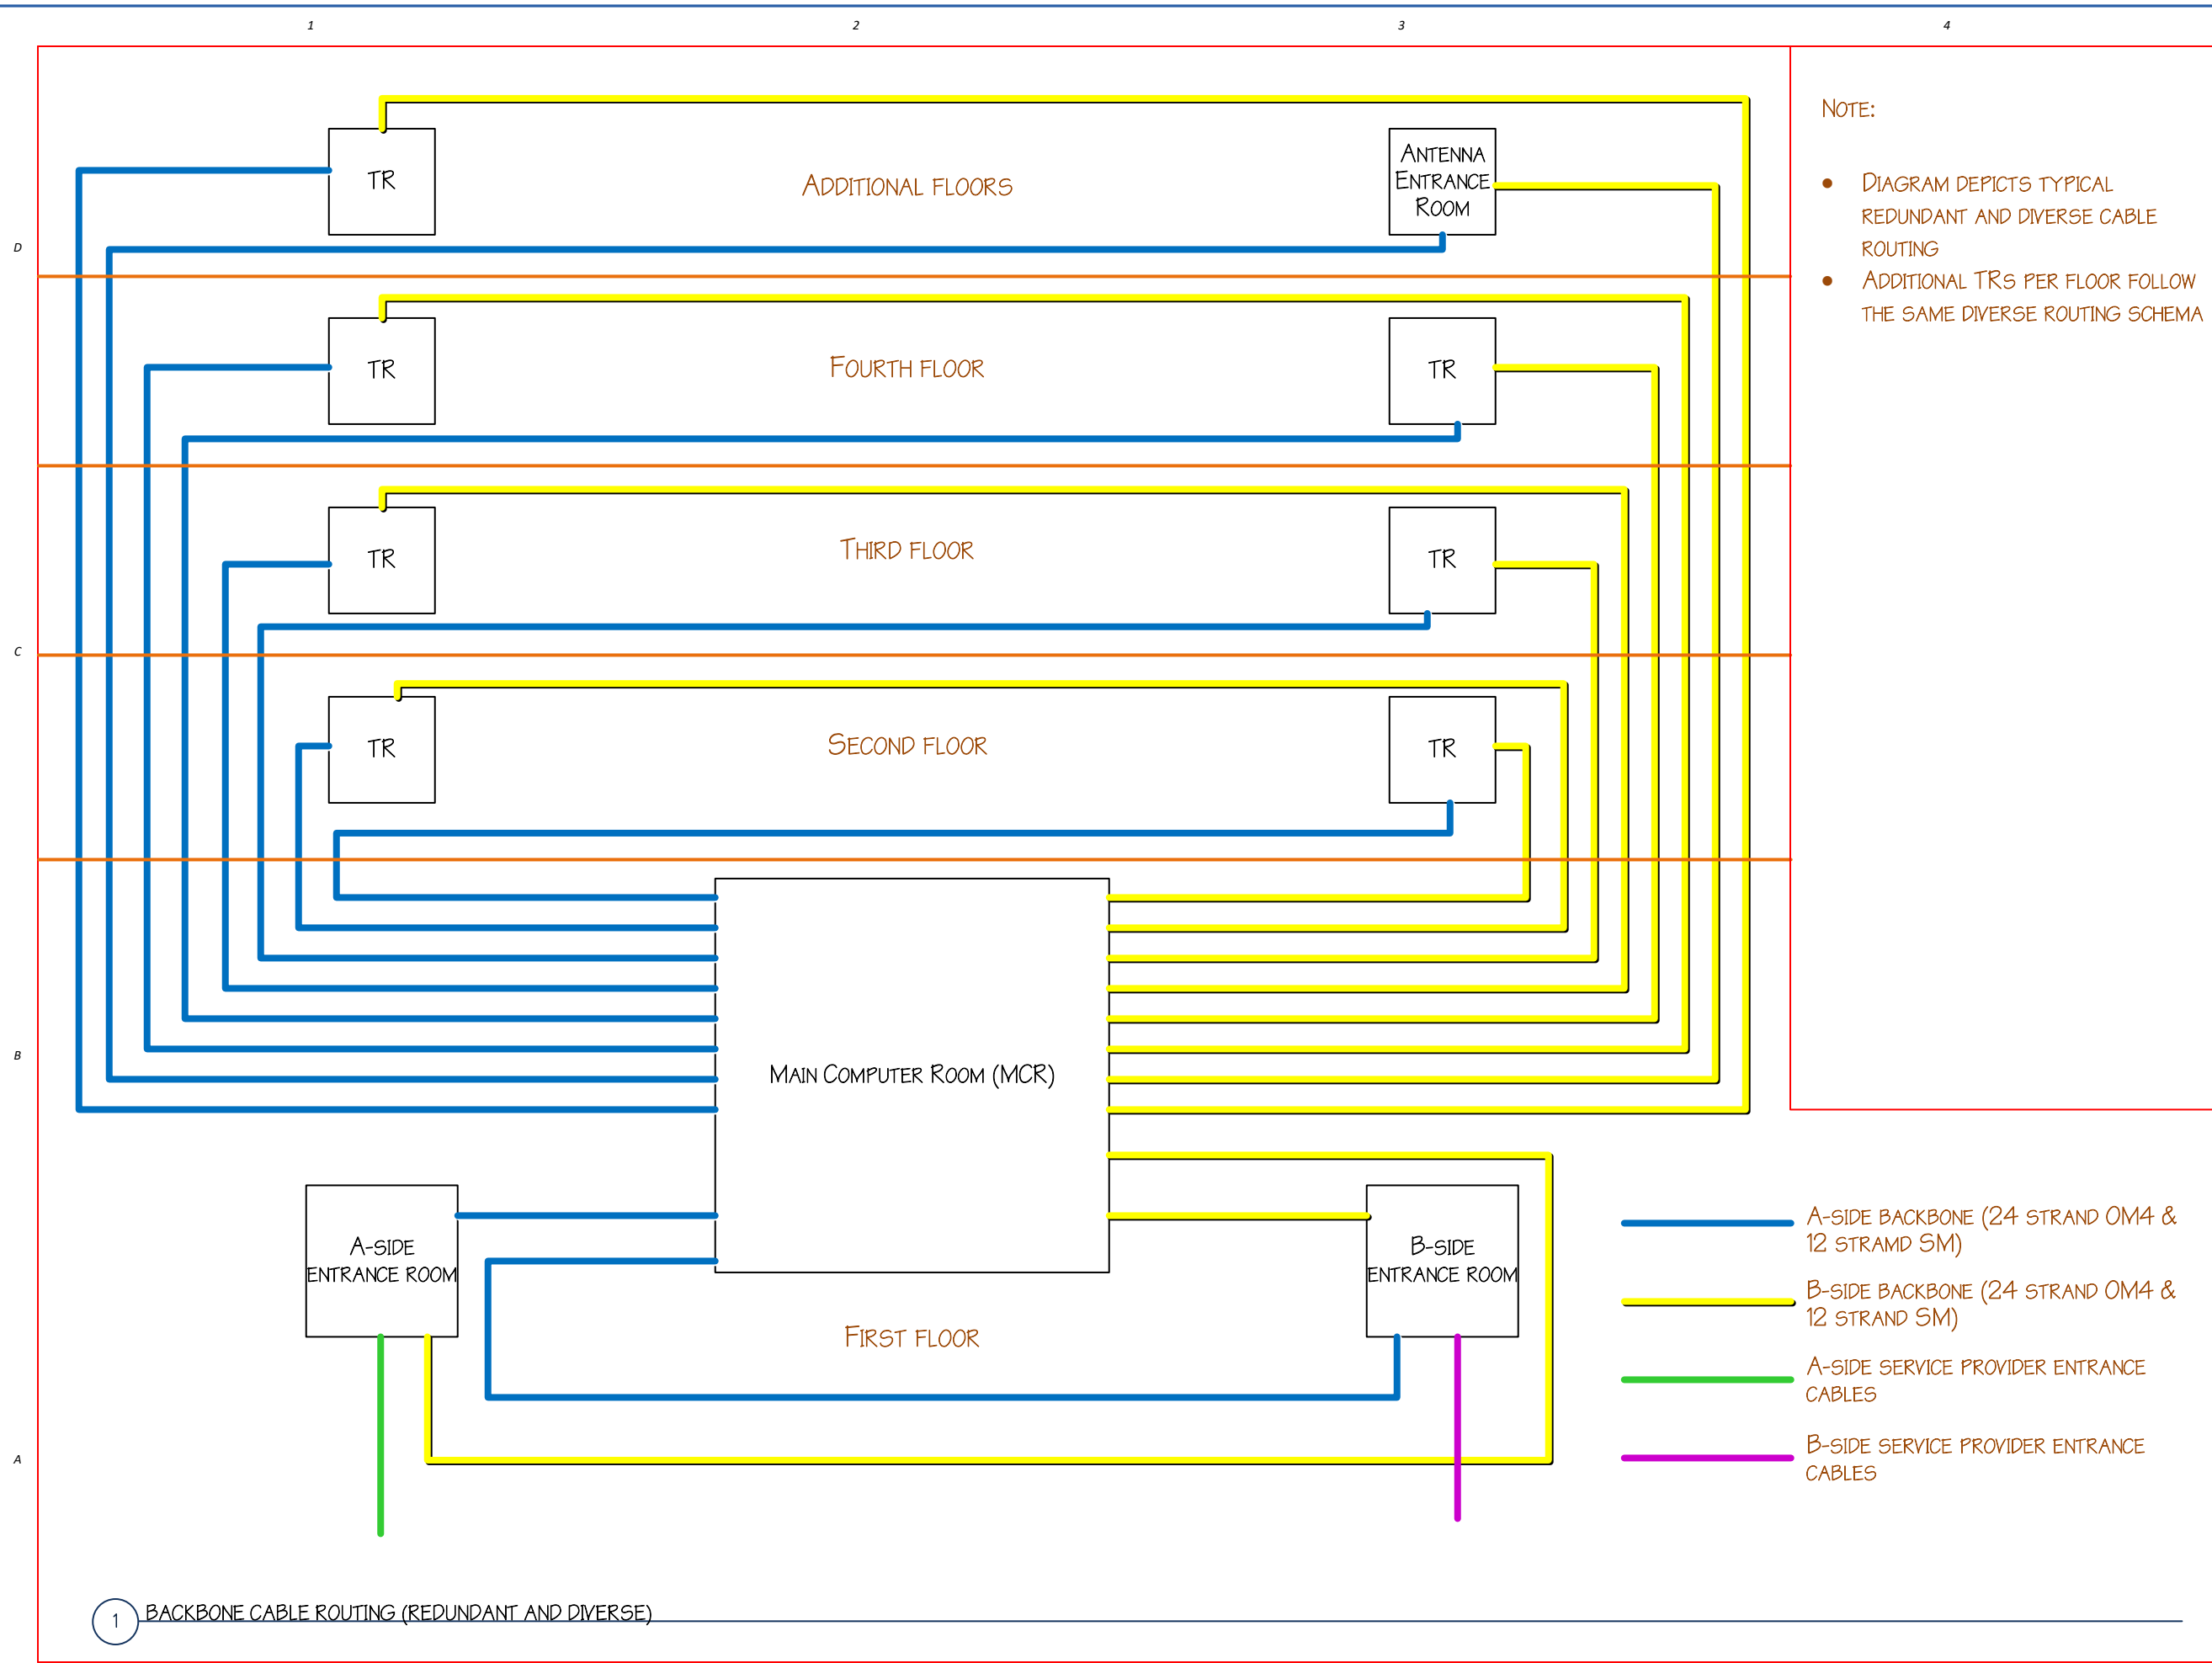 1 2 3 4
Note:
TR
Additional floors
Antenna
Entrance
Room
• Diagram depicts typical
redundant and diverse cable
routing
D
• Additional TRs per floor follow
the same diverse routing schema
TR
Fourth floor
TR
TR
Third floor
TR
C
TR
Second floor
TR
B
Main Computer Room (MCR)
A-side
entrance room
B-side
entrance room
First floor
A-side backbone (24 strand OM4 &
12 stramd SM)
B-side backbone (24 strand OM4 &
12 strand SM)
A-side service provider entrance
cables
B-side service provider entrance
cables
A
1 backbone cable routing (redundant and diverse)